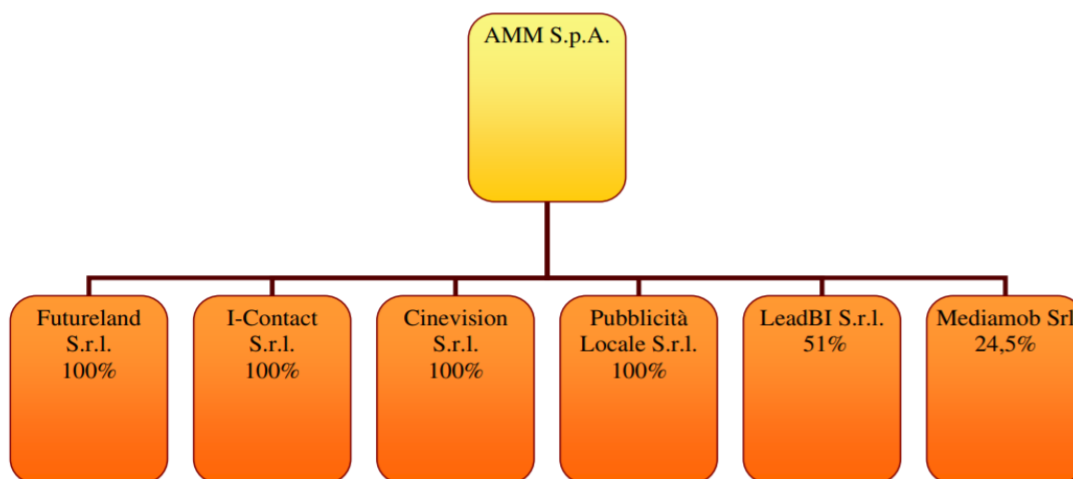 AMM S.p.A.
Futureland
S.r.l.
100%
I-Contact
S.r.l.
100%
Cinevision
S.r.l.
100%
Pubblicità
Locale S.r.l.
100%
LeadBI S.r.l.
51%
Mediamob Srl
24,5%